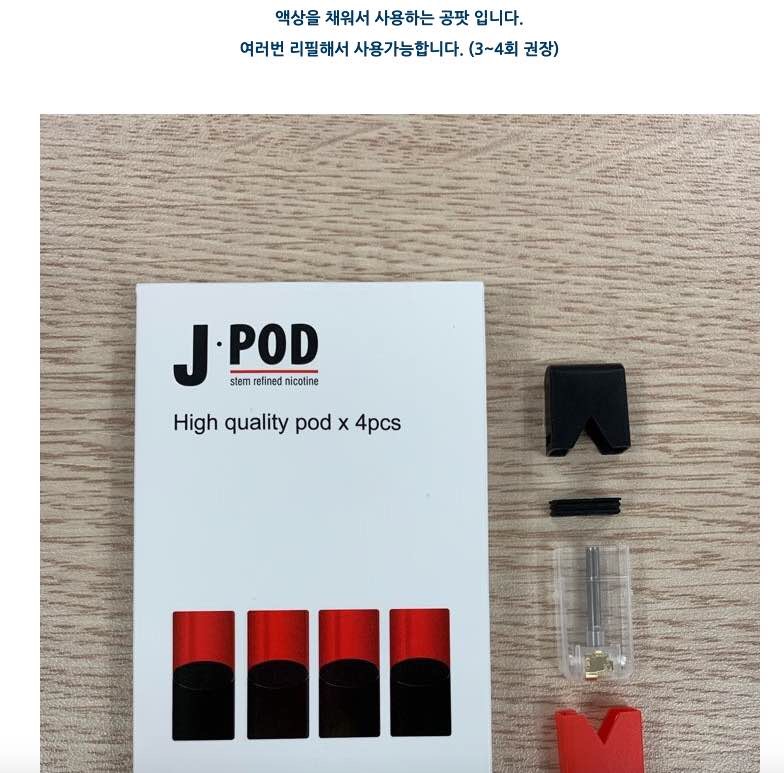 액상을 채워서 사용하는 공팟 입니다.
여러번 리필해서 사용가능합니다. (3~4회 권장)
J·POD
stem refined nicotine
High quality pod x 4pcs